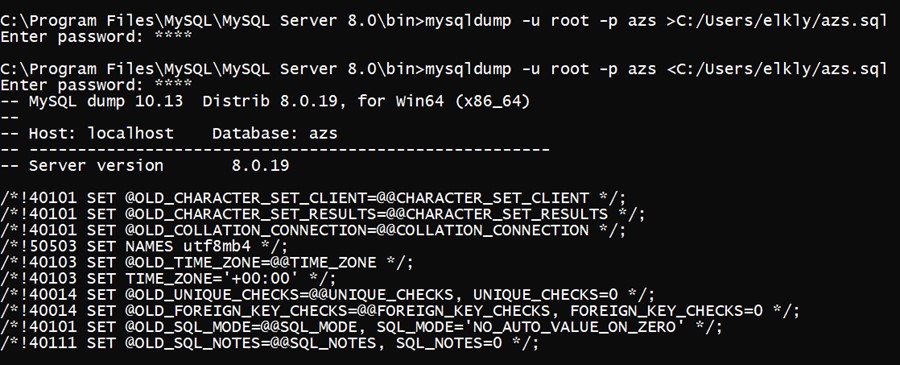 C:\Program Files\MySQL\MySQL Server 8.0\bin>mysqldump -u root -p azs >C:/Users/elkly/azs.sql
Enter password: ****
C:\Program Files\MySQL\MySQL Server 8.0\bin>mysqldump -u root -p azs <C:/Users/elkly/azs.sql
Enter password: ****
-- MySQL dump 10.13  Distrib 8.0.19, for Win64 (x86_64)
--
-- Host: localhost    Database: azs
-- ------------------------------------------------------
-- Server version       8.0.19
/*!40101 SET @OLD_CHARACTER_SET_CLIENT=@@CHARACTER_SET_CLIENT */;
/*!40101 SET @OLD_CHARACTER_SET_RESULTS=@@CHARACTER_SET_RESULTS */;
/*!40101 SET @OLD_COLLATION_CONNECTION=@@COLLATION_CONNECTION */;
/*!50503 SET NAMES utf8mb4 */;
/*!40103 SET @OLD_TIME_ZONE=@@TIME_ZONE */;
/*!40103 SET TIME_ZONE='+00:00' */;
/*!40014 SET @OLD_UNIQUE_CHECKS=@@UNIQUE_CHECKS, UNIQUE_CHECKS=0 */;
/*!40014 SET @OLD_FOREIGN_KEY_CHECKS=@@FOREIGN_KEY_CHECKS, FOREIGN_KEY_CHECKS=0 */;
/*!40101 SET @OLD_SQL_MODE=@@SQL_MODE, SQL_MODE='NO_AUTO_VALUE_ON_ZERO' */;
/*!40111 SET @OLD_SQL_NOTES=@@SQL_NOTES, SQL_NOTES=0 */;